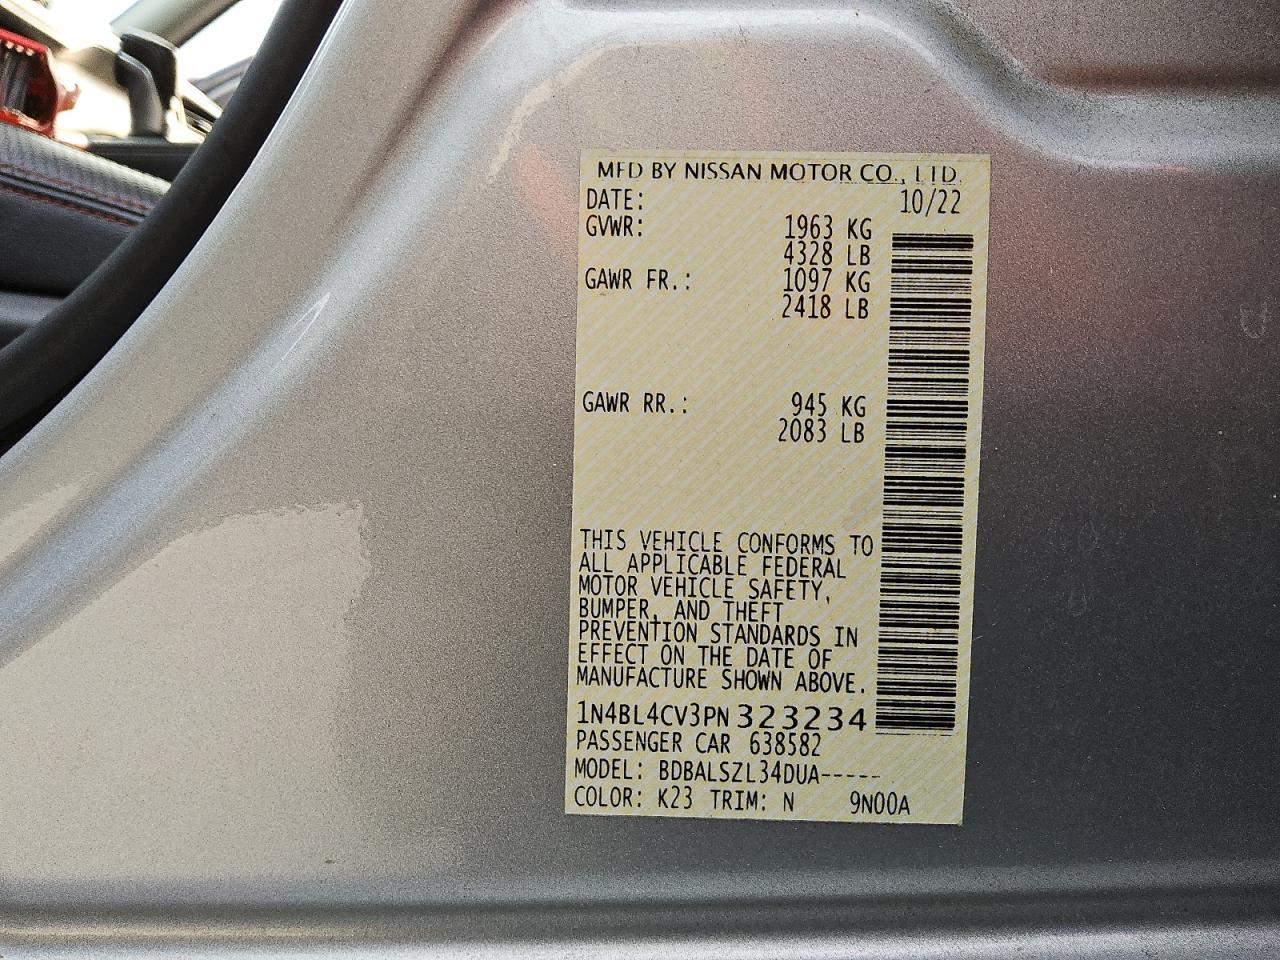 MFD BY NISSAN MOTOR CO., LTD.
DATE: 10/22
GVWR: 1963 KG
4328 LB
GAWR FR.: 1097 KG
2418 LB
GAWR RR.: 945 KG
2083 LB
THIS VEHICLE CONFORMS TO
ALL APPLICABLE FEDERAL
MOTOR VEHICLE SAFETY,
BUMPER, AND THEFT
PREVENTION STANDARDS IN
EFFECT ON THE DATE OF
MANUFACTURE SHOWN ABOVE.
1N4BL4CV3PN323234
PASSENGER CAR 638582
MODEL: BDBALSZL34DUA-----
COLOR: K23 TRIM: N 9N00A